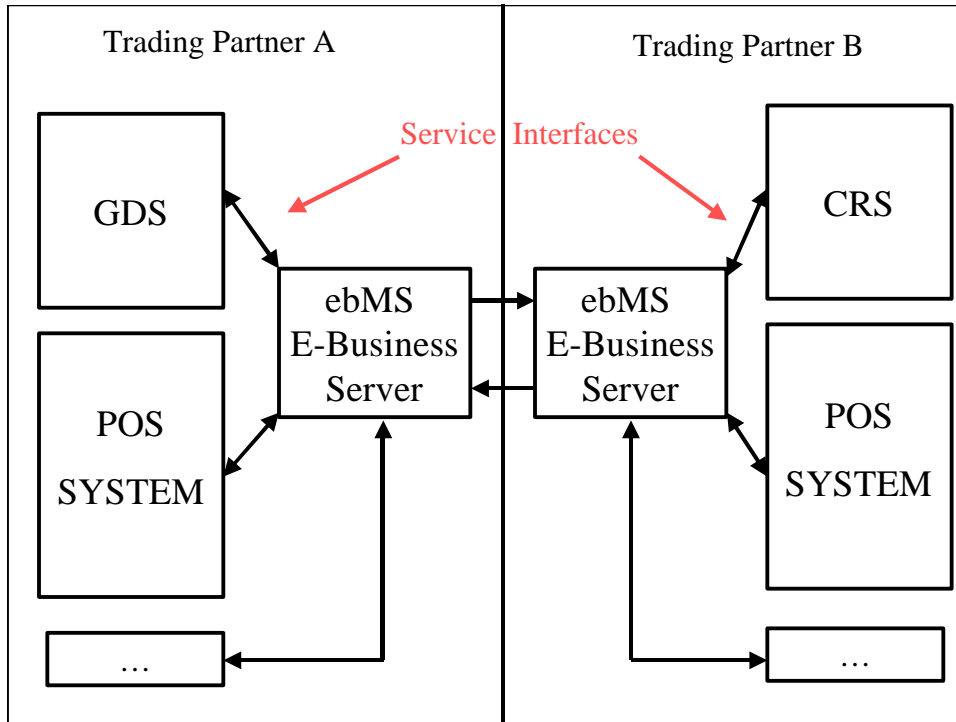 Trading Partner A
Trading Partner B
Service Interfaces
GDS
CRS
ebMS
E-Business
Server
ebMS
E-Business
Server
POS
SYSTEM
POS
SYSTEM
…
…